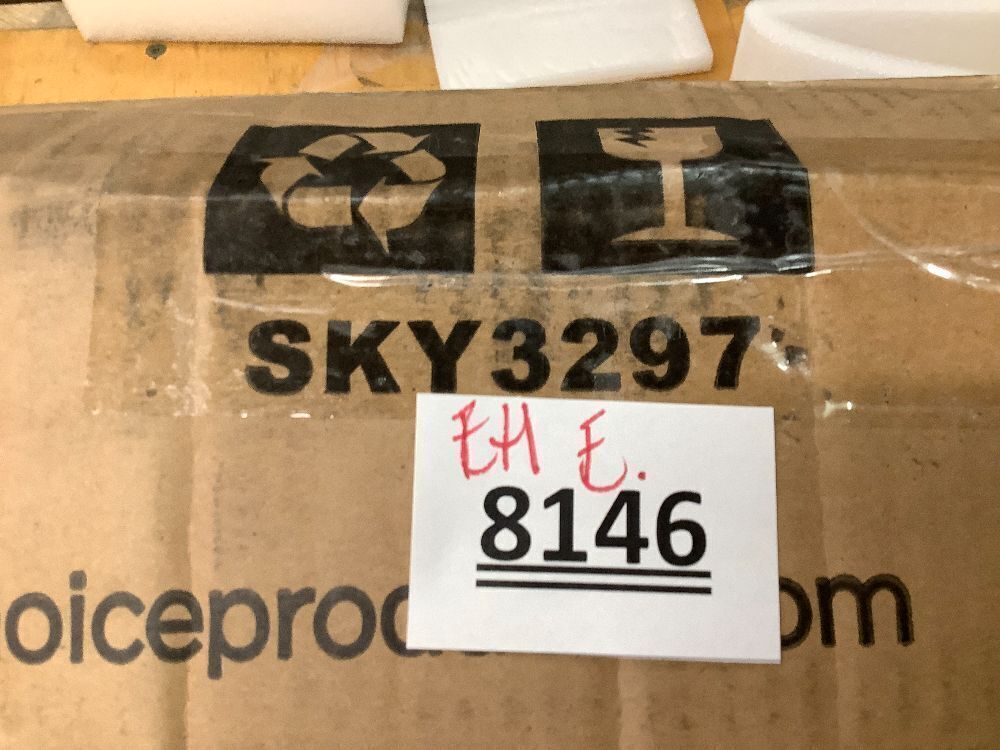 SKY3297
EH E.
8146
oiceprod om